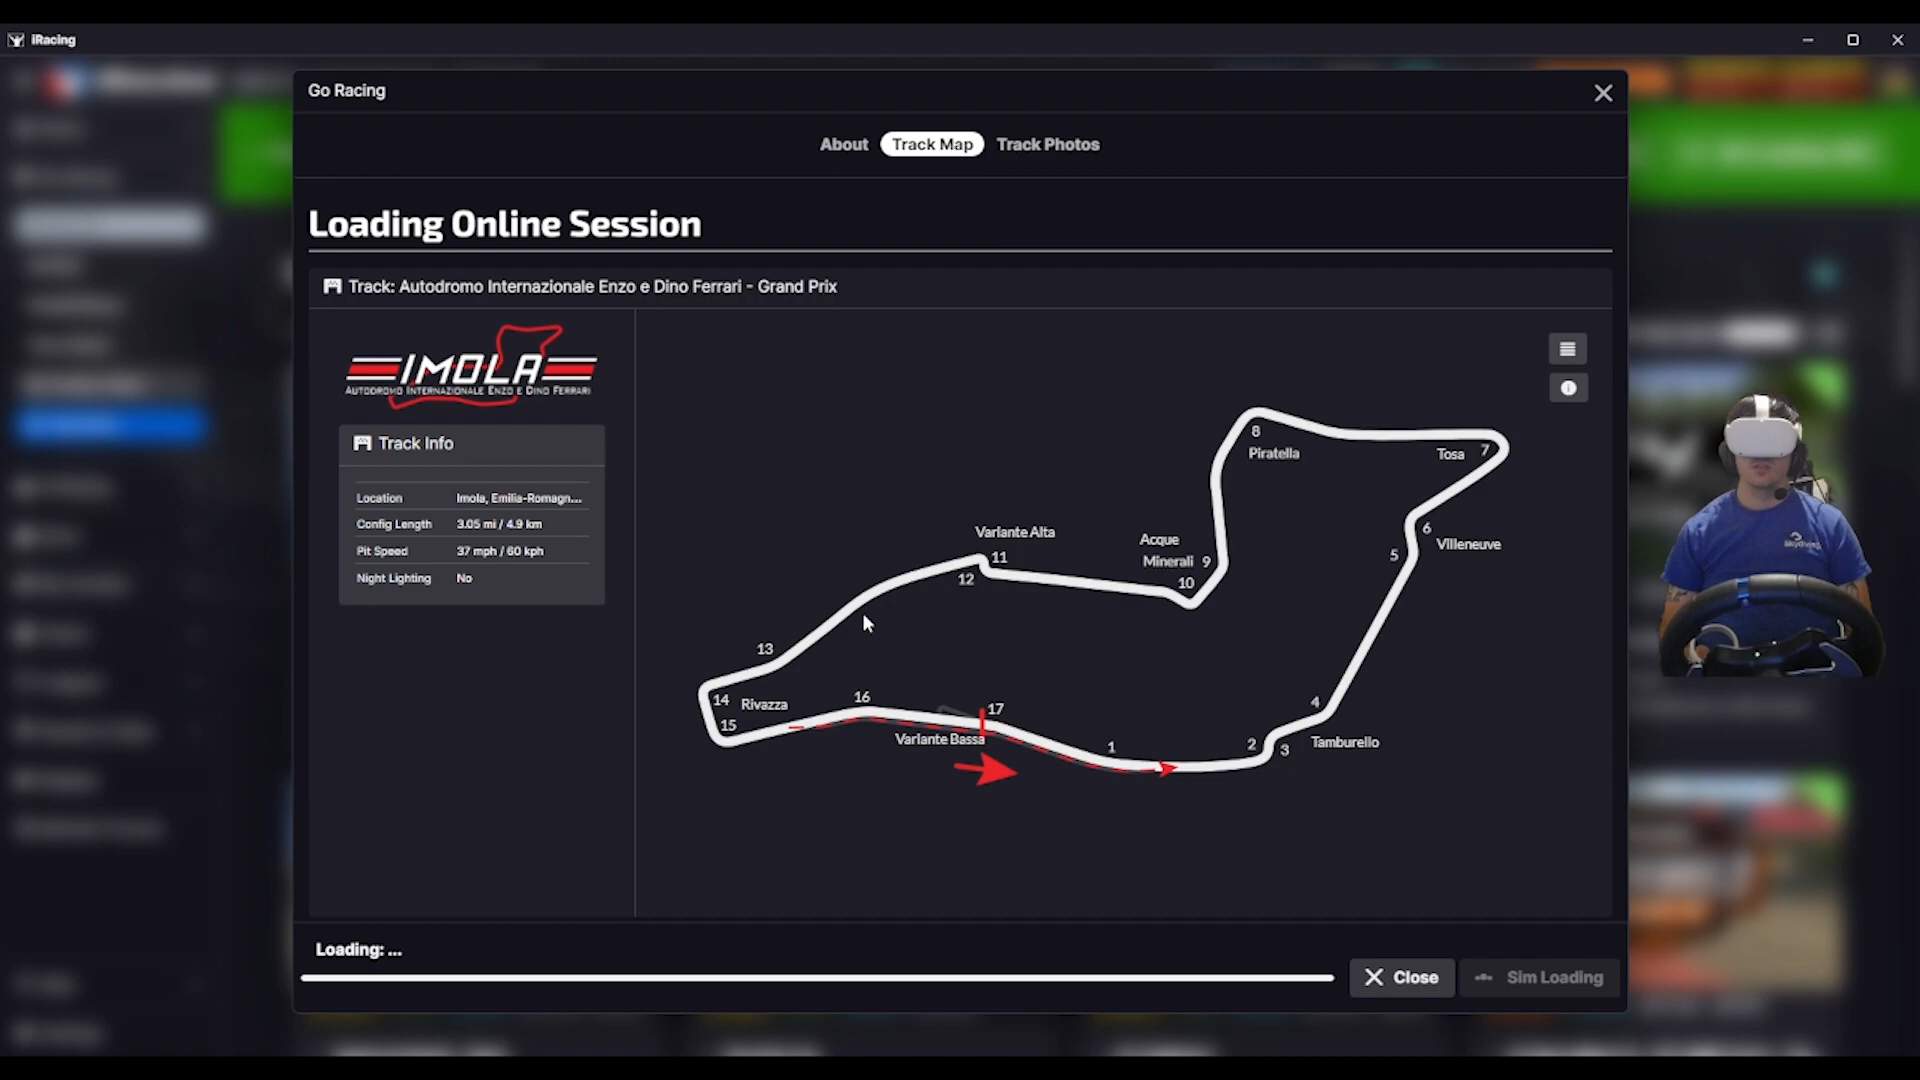 iRacing
Go Racing
About
Track Map
Track Photos
Loading Online Session
Track: Autodromo Internazionale Enzo e Dino Ferrari - Grand Prix
IMOLA
AUTODROMO INTERNAZIONALE ENZO E DINO FERRARI
Track Info
Location Imola, Emilia-Romagn...
Config Length 3.05 mi / 4.9 km
Pit Speed 37 mph / 60 kph
Night Lighting No
8
Piratella
Tosa 7
6
Villeneuve
5
Variante Alta
11
12
Acque
Minerali 9
10
13
14 Rivazza
15
16
17
Variante Bassa
1
2
3
4
Tamburello
Skydiving
Loading: ...
Close
Sim Loading